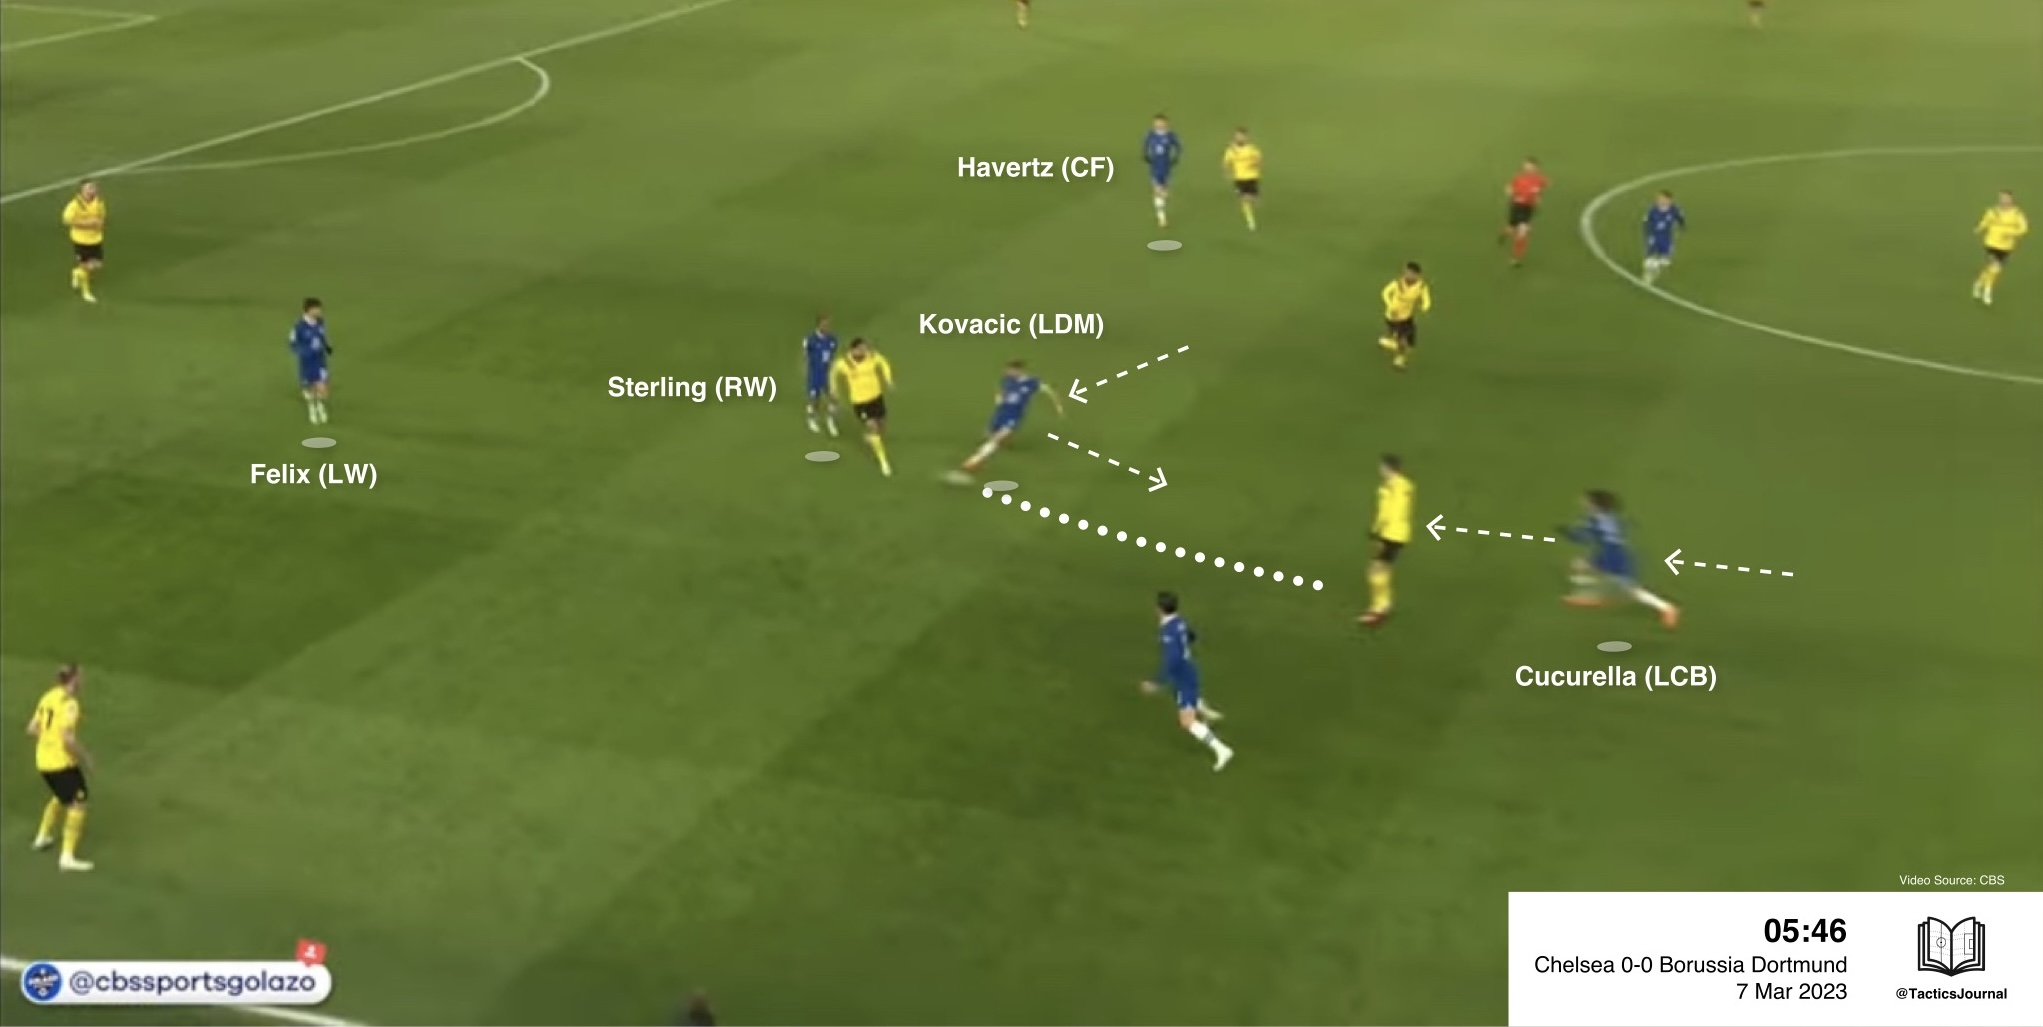 Havertz (CF)
Kovacic (LDM)
Sterling (RW)
Felix (LW)
Cucurella (LCB)
Video Source: CBS
05:46
Chelsea 0-0 Borussia Dortmund
7 Mar 2023
@TacticsJournal
@cbssportsgolazo